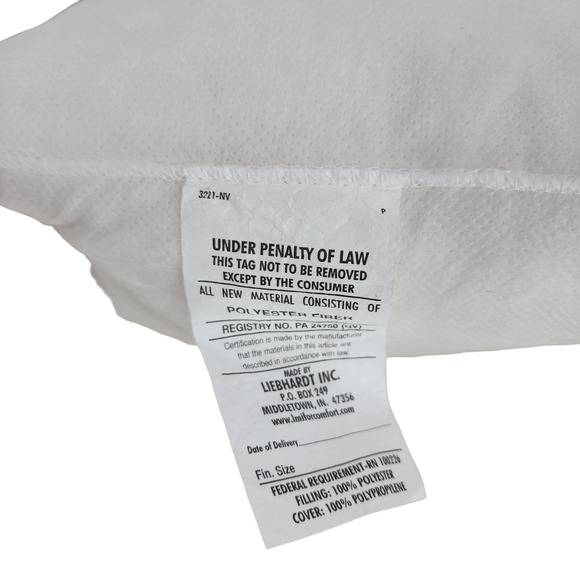 3221-NV
P
UNDER PENALTY OF LAW
THIS TAG NOT TO BE REMOVED
EXCEPT BY THE CONSUMER
ALL NEW MATERIAL CONSISTING OF
POLYESTER FIBER
REGISTRY NO. PA 24750 (NV)
Certification is made by the manufacturer
that the materials in this article are
described in accordance with law.
MADE BY
LIEBHARDT INC.
P.O. BOX 249
MIDDLETOWN, IN. 47356
www.lmiforcomfort.com
Date of Delivery
Fin. Size
FEDERAL REQUIREMENT-RN 100226
FILLING: 100% POLYESTER
COVER: 100% POLYPROPYLENE